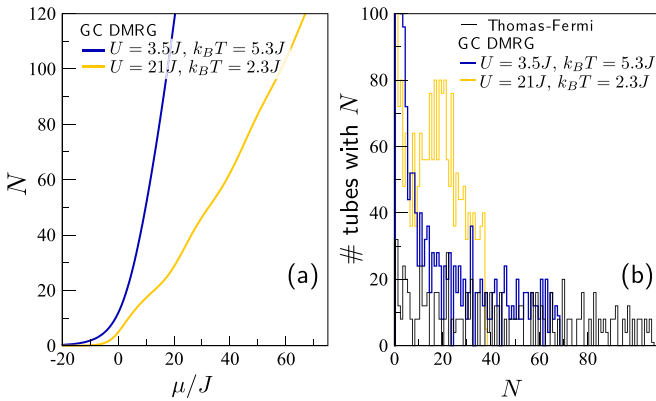 GC DMRG
U = 3.5J, k_BT = 5.3J
U = 21J, k_BT = 2.3J
N
120
100
80
60
40
20
0
-20 0 20 40 60
μ/J
(a)
Thomas-Fermi
GC DMRG
U = 3.5J, k_BT = 5.3J
U = 21J, k_BT = 2.3J
# tubes with N
100
80
60
40
20
0
0 20 40 60 80
N
(b)